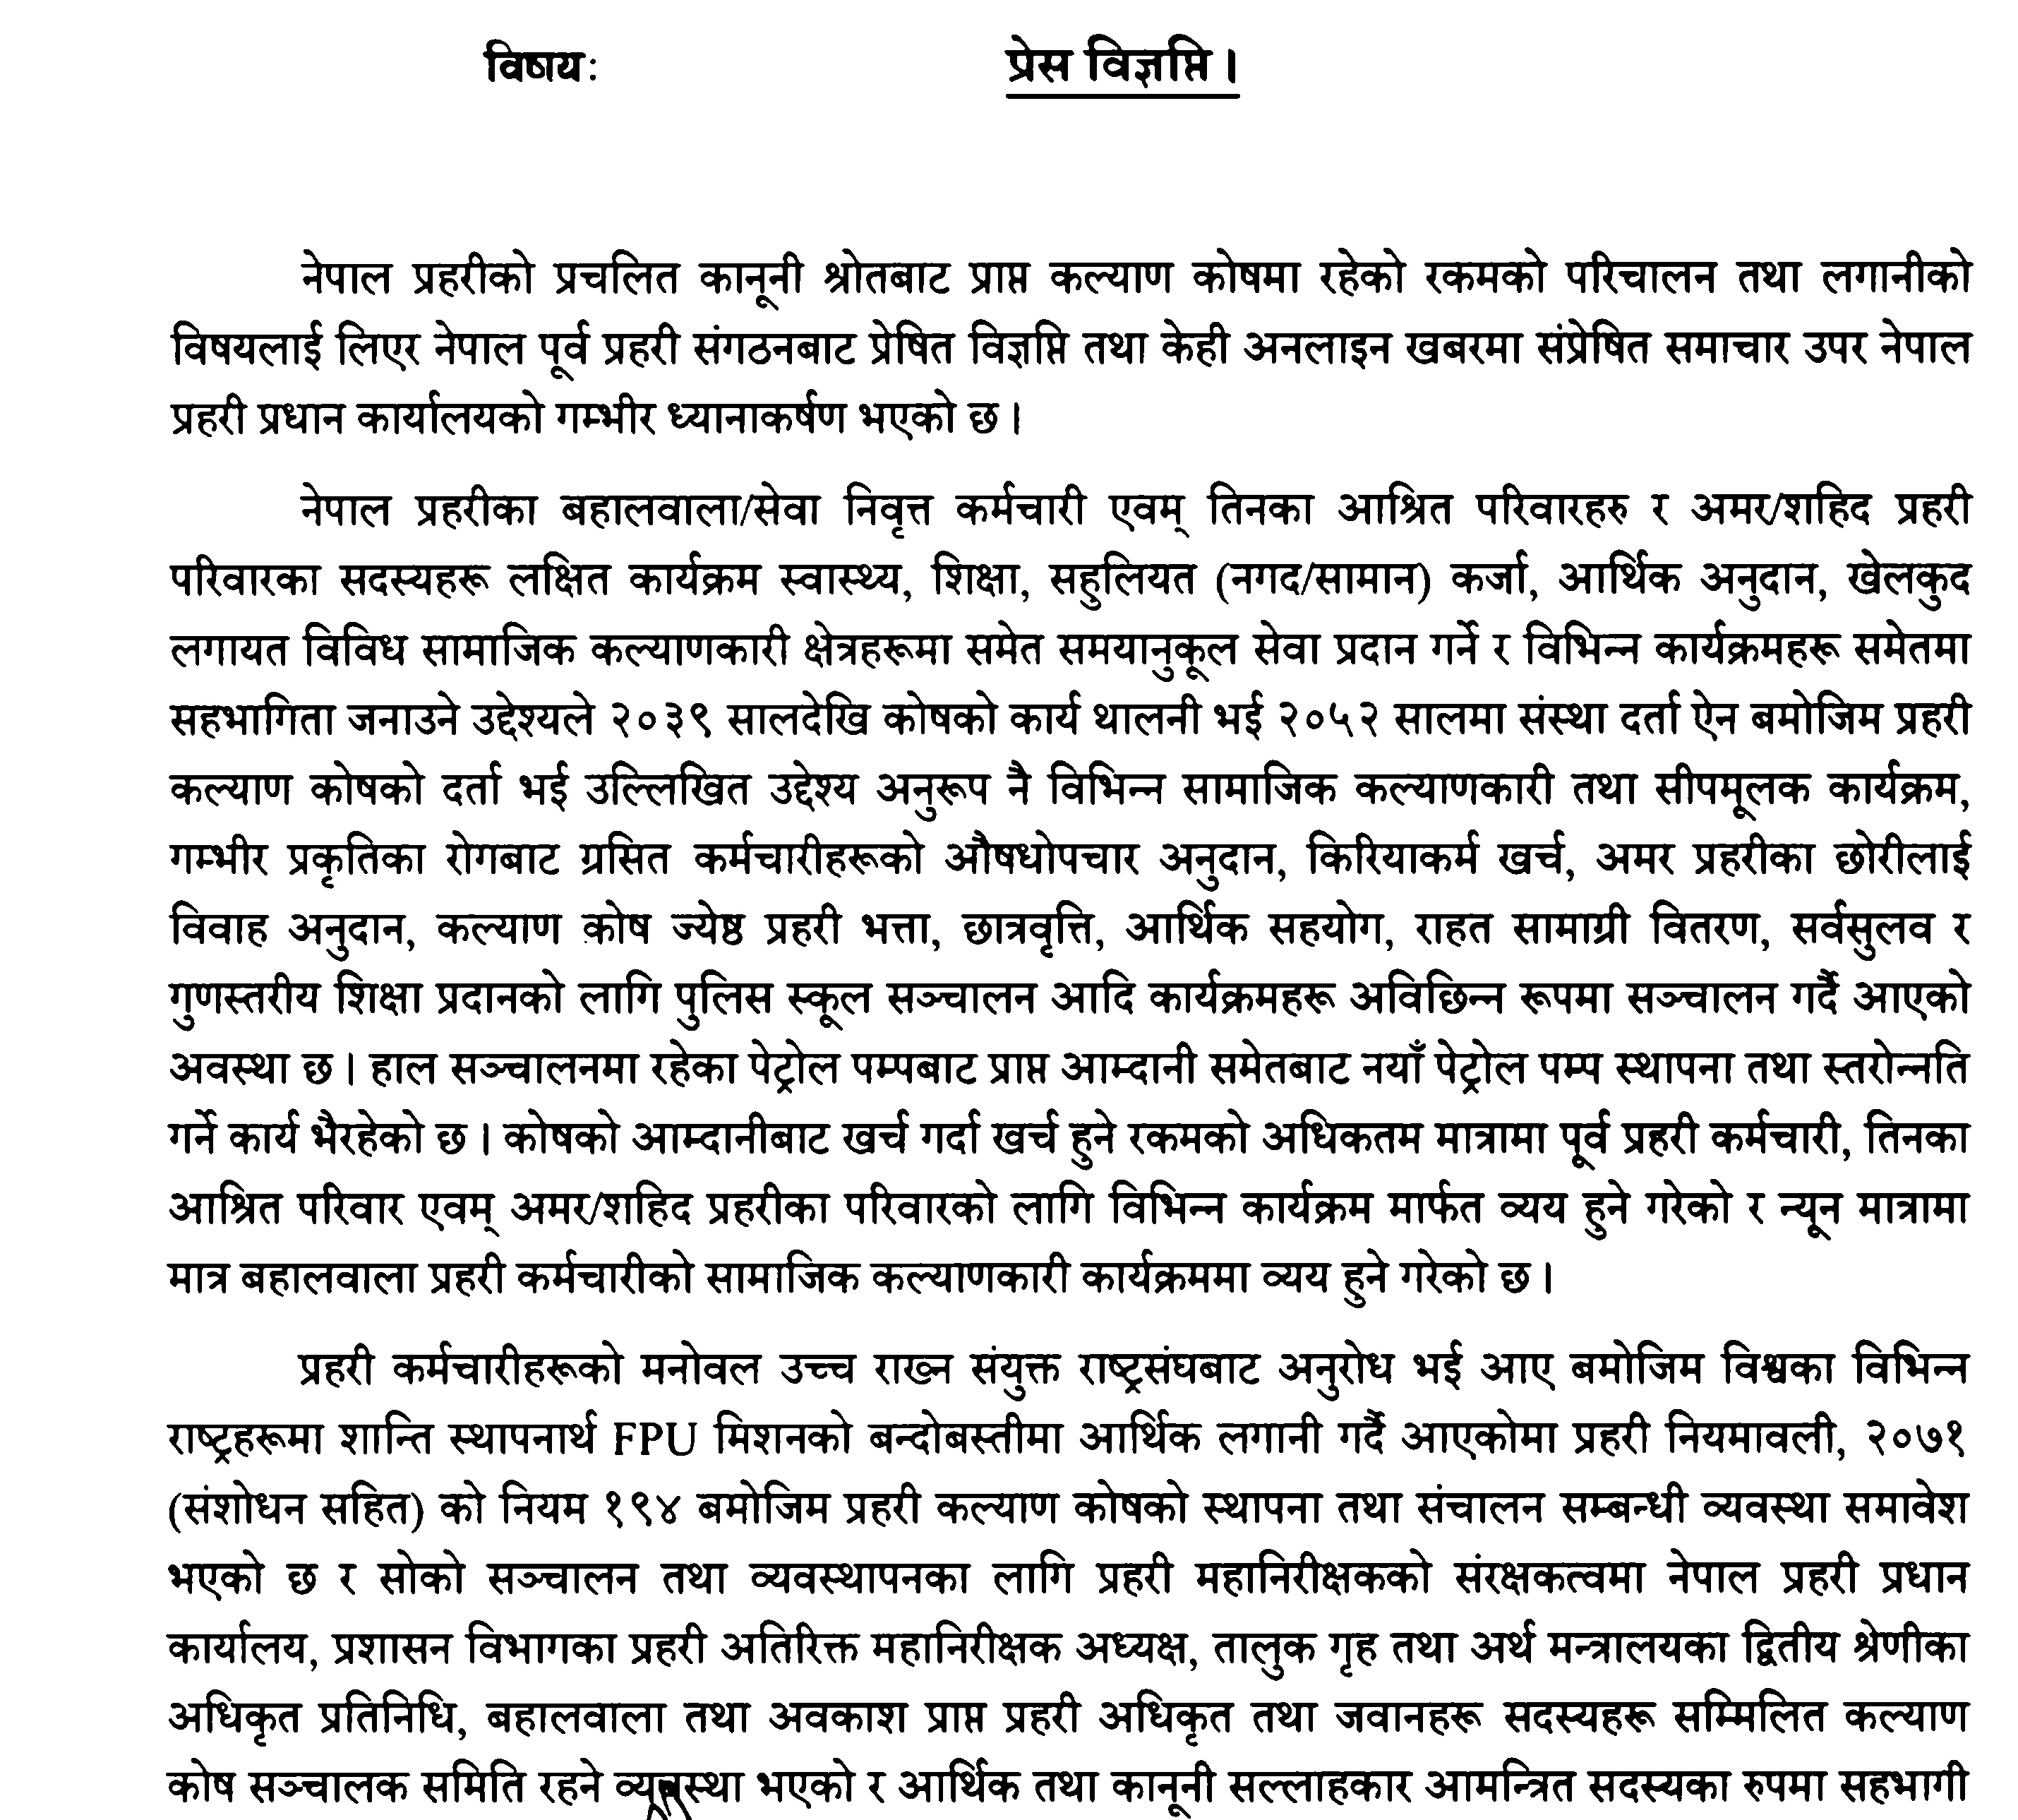 विषयः प्रेस विज्ञप्ति ।
नेपाल प्रहरीको प्रचलित कानूनी श्रोतबाट प्राप्त कल्याण कोषमा रहेको रकमको परिचालन तथा लगानीको
विषयलाई लिएर नेपाल पूर्व प्रहरी संगठनबाट प्रेषित विज्ञप्ति तथा केही अनलाइन खबरमा संप्रेषित समाचार उपर नेपाल
प्रहरी प्रधान कार्यालयको गम्भीर ध्यानाकर्षण भएको छ ।
नेपाल प्रहरीका बहालवाला/सेवा निवृत्त कर्मचारी एवम् तिनका आश्रित परिवारहरु र अमर/शहिद प्रहरी
परिवारका सदस्यहरू लक्षित कार्यक्रम स्वास्थ्य, शिक्षा, सहुलियत (नगद/सामान) कर्जा, आर्थिक अनुदान, खेलकुद
लगायत विविध सामाजिक कल्याणकारी क्षेत्रहरूमा समेत समयानुकूल सेवा प्रदान गर्ने र विभिन्न कार्यक्रमहरू समेतमा
सहभागिता जनाउने उद्देश्यले २०३९ सालदेखि कोषको कार्य थालनी भई २०५२ सालमा संस्था दर्ता ऐन बमोजिम प्रहरी
कल्याण कोषको दर्ता भई उल्लिखित उद्देश्य अनुरूप नै विभिन्न सामाजिक कल्याणकारी तथा सीपमूलक कार्यक्रम,
गम्भीर प्रकृतिका रोगबाट ग्रसित कर्मचारीहरूको औषधोपचार अनुदान, किरियाकर्म खर्च, अमर प्रहरीका छोरीलाई
विवाह अनुदान, कल्याण कोष ज्येष्ठ प्रहरी भत्ता, छात्रवृत्ति, आर्थिक सहयोग, राहत सामाग्री वितरण, सर्वसुलव र
गुणस्तरीय शिक्षा प्रदानको लागि पुलिस स्कूल सञ्चालन आदि कार्यक्रमहरू अविछिन्न रूपमा सञ्चालन गर्दै आएको
अवस्था छ । हाल सञ्चालनमा रहेका पेट्रोल पम्पबाट प्राप्त आम्दानी समेतबाट नयाँ पेट्रोल पम्प स्थापना तथा स्तरोन्नति
गर्ने कार्य भैरहेको छ । कोषको आम्दानीबाट खर्च गर्दा खर्च हुने रकमको अधिकतम मात्रामा पूर्व प्रहरी कर्मचारी, तिनका
आश्रित परिवार एवम् अमर/शहिद प्रहरीका परिवारको लागि विभिन्न कार्यक्रम मार्फत व्यय हुने गरेको र न्यून मात्रामा
मात्र बहालवाला प्रहरी कर्मचारीको सामाजिक कल्याणकारी कार्यक्रममा व्यय हुने गरेको छ ।
प्रहरी कर्मचारीहरूको मनोवल उच्च राख्न संयुक्त राष्ट्रसंघबाट अनुरोध भई आए बमोजिम विश्वका विभिन्न
राष्ट्रहरूमा शान्ति स्थापनार्थ FPU मिशनको बन्दोबस्तीमा आर्थिक लगानी गर्दै आएकोमा प्रहरी नियमावली, २०७१
(संशोधन सहित) को नियम १९४ बमोजिम प्रहरी कल्याण कोषको स्थापना तथा संचालन सम्बन्धी व्यवस्था समावेश
भएको छ र सोको सञ्चालन तथा व्यवस्थापनका लागि प्रहरी महानिरीक्षकको संरक्षकत्वमा नेपाल प्रहरी प्रधान
कार्यालय, प्रशासन विभागका प्रहरी अतिरिक्त महानिरीक्षक अध्यक्ष, तालुक गृह तथा अर्थ मन्त्रालयका द्वितीय श्रेणीका
अधिकृत प्रतिनिधि, बहालवाला तथा अवकाश प्राप्त प्रहरी अधिकृत तथा जवानहरू सदस्यहरू सम्मिलित कल्याण
कोष सञ्चालक समिति रहने व्यवस्था भएको र आर्थिक तथा कानूनी सल्लाहकार आमन्त्रित सदस्यका रुपमा सहभागी